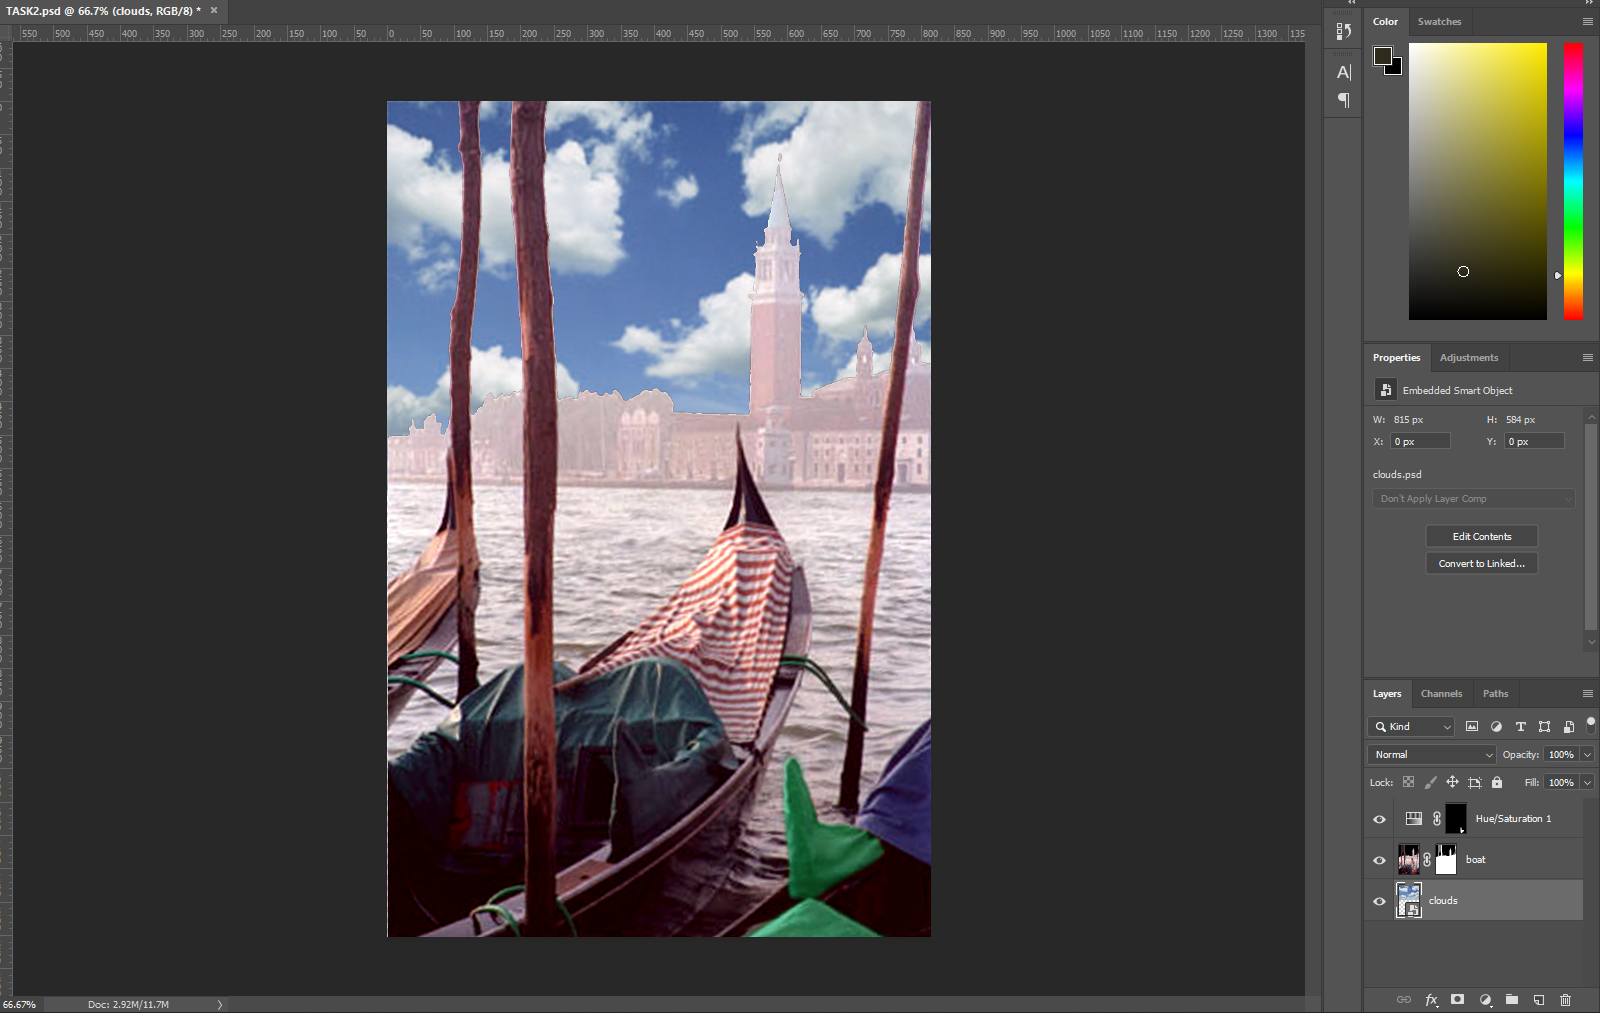 TASK2.psd @ 66.7% (clouds, RGB/8) * ×
550 500 450 400 350 300 250 200 150 100 50 0 50 100 150 200 250 300 350 400 450 500 550 600 650 700 750 800 850 900 950 1000 1050 1100 1150 1200 1250 1300 135
Color Swatches
Properties Adjustments
Embedded Smart Object
W: 815 px H: 584 px
X: 0 px Y: 0 px
clouds.psd
Don't Apply Layer Comp
Edit Contents
Convert to Linked...
Layers Channels Paths
Kind
Normal Opacity: 100%
Lock: Fill: 100%
Hue/Saturation 1
boat
clouds
66.67% Doc: 2.92M/11.7M